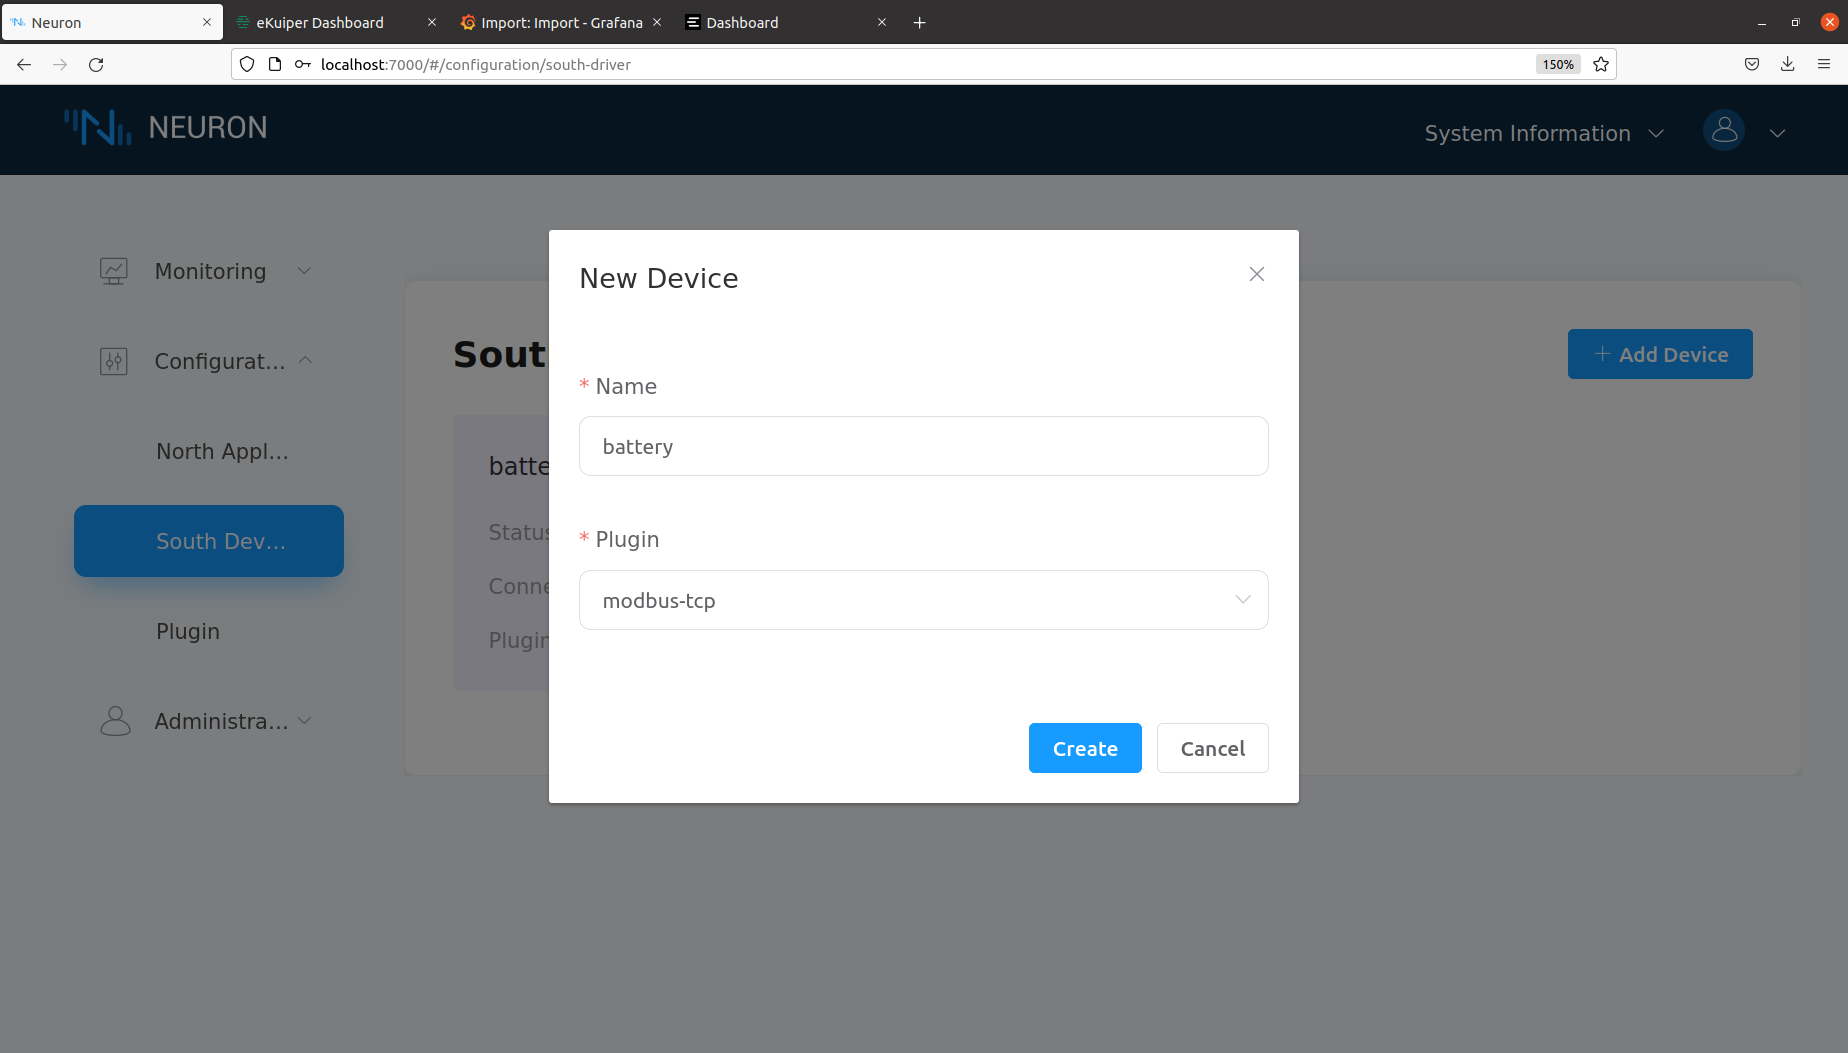 Neuron
eKuiper Dashboard
Import: Import - Grafana
Dashboard
localhost:7000/#/configuration/south-driver
150%
NEURON
System Information
Monitoring
Configurat...
North Appl...
South Dev...
Plugin
Administra...
South
+ Add Device
batte
Status
Conne
Plugin
New Device
* Name
battery
* Plugin
modbus-tcp
Create
Cancel